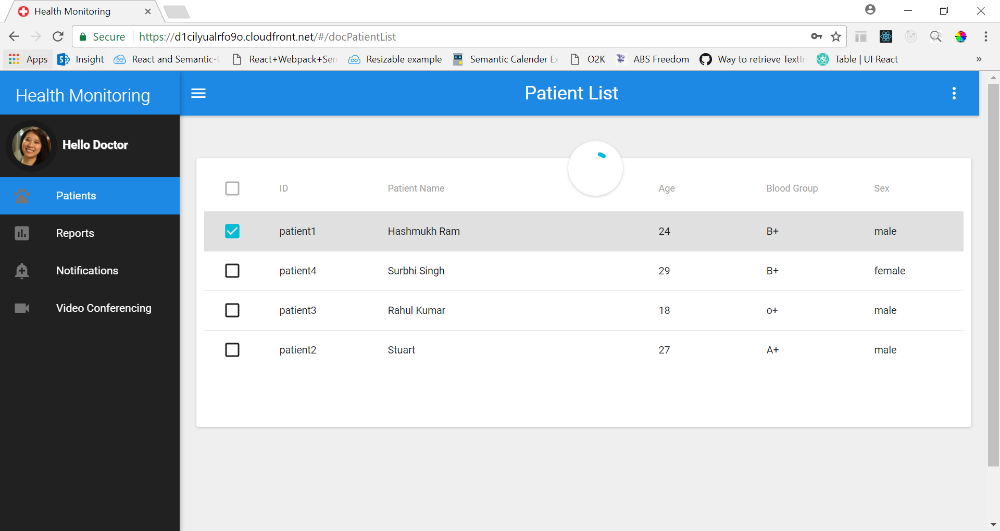 Health Monitoring
Secure https://d1cilyualrfo9o.cloudfront.net/#/docPatientList
Apps Insight React and Semantic- React+Webpack+Sem Resizable example Semantic Calender Ex O2K ABS Freedom Way to retrieve TextIn Table | UI React »
Health Monitoring
Patient List
Hello Doctor
Patients
Reports
Notifications
Video Conferencing
ID Patient Name Age Blood Group Sex
patient1 Hashmukh Ram 24 B+ male
patient4 Surbhi Singh 29 B+ female
patient3 Rahul Kumar 18 o+ male
patient2 Stuart 27 A+ male